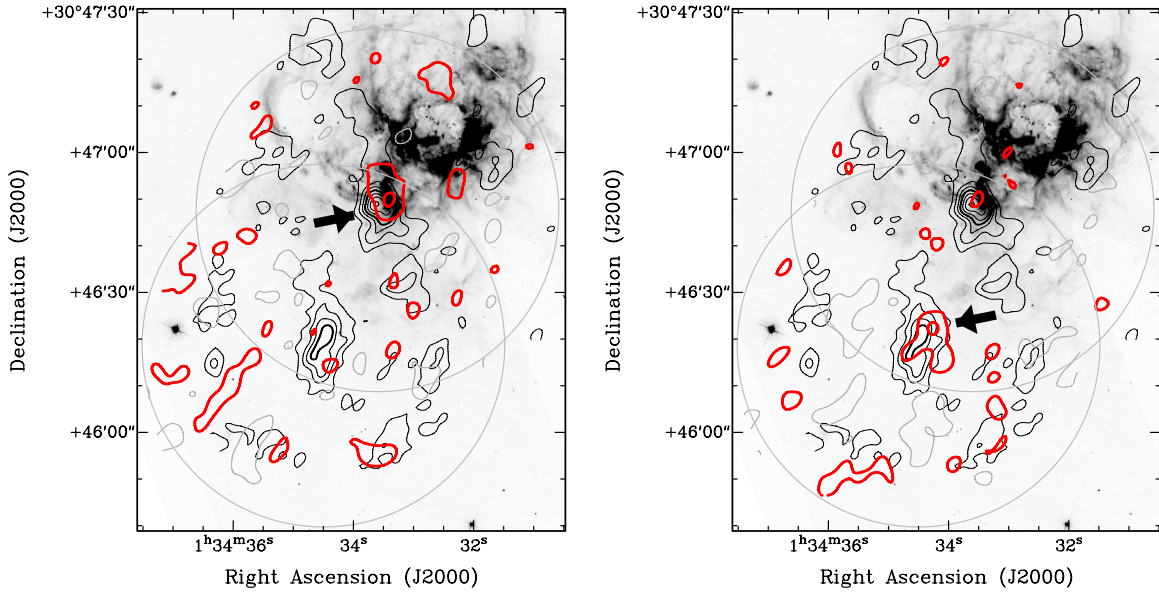 +30°47'30"
+47'00"
+46'30"
+46'00"
1ʰ34ᵐ36ˢ
34ˢ
32ˢ
Right Ascension (J2000)
Declination (J2000)
+30°47'30"
+47'00"
+46'30"
+46'00"
1ʰ34ᵐ36ˢ
34ˢ
32ˢ
Right Ascension (J2000)
Declination (J2000)